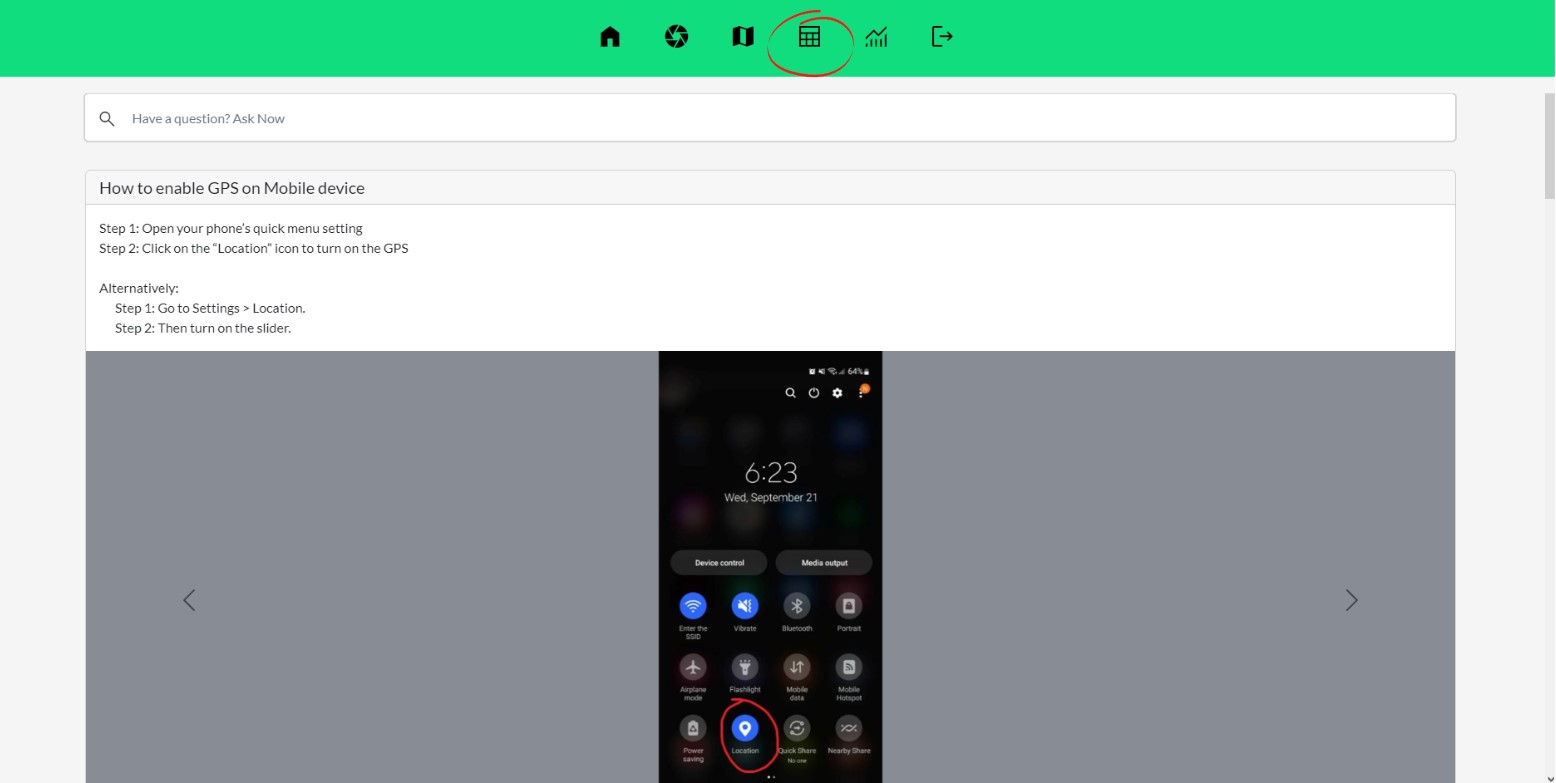 Have a question? Ask Now
How to enable GPS on Mobile device
Step 1: Open your phone’s quick menu setting
Step 2: Click on the “Location” icon to turn on the GPS
Alternatively:
Step 1: Go to Settings > Location.
Step 2: Then turn on the slider.
64%
6:23
Wed, September 21
Device control Media output
Enter the SSID Vibrate Bluetooth Portrait
Airplane mode Flashlight Mobile data Mobile Hotspot
Power saving Location Quick Share Nearby Share
No one